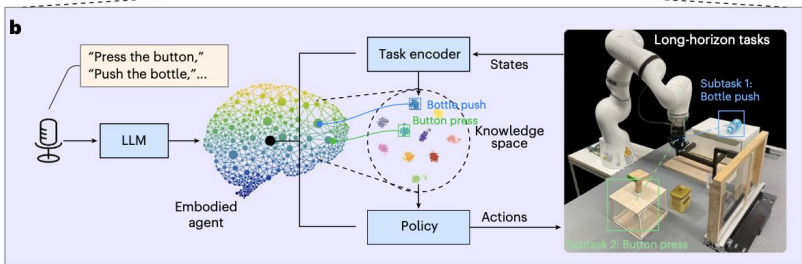 b
“Press the button,”
“Push the bottle,”...
LLM
Embodied
agent
Task encoder
States
Bottle push
Button press
Knowledge
space
Policy
Actions
Long-horizon tasks
Subtask 1:
Bottle push
Subtask 2: Button press